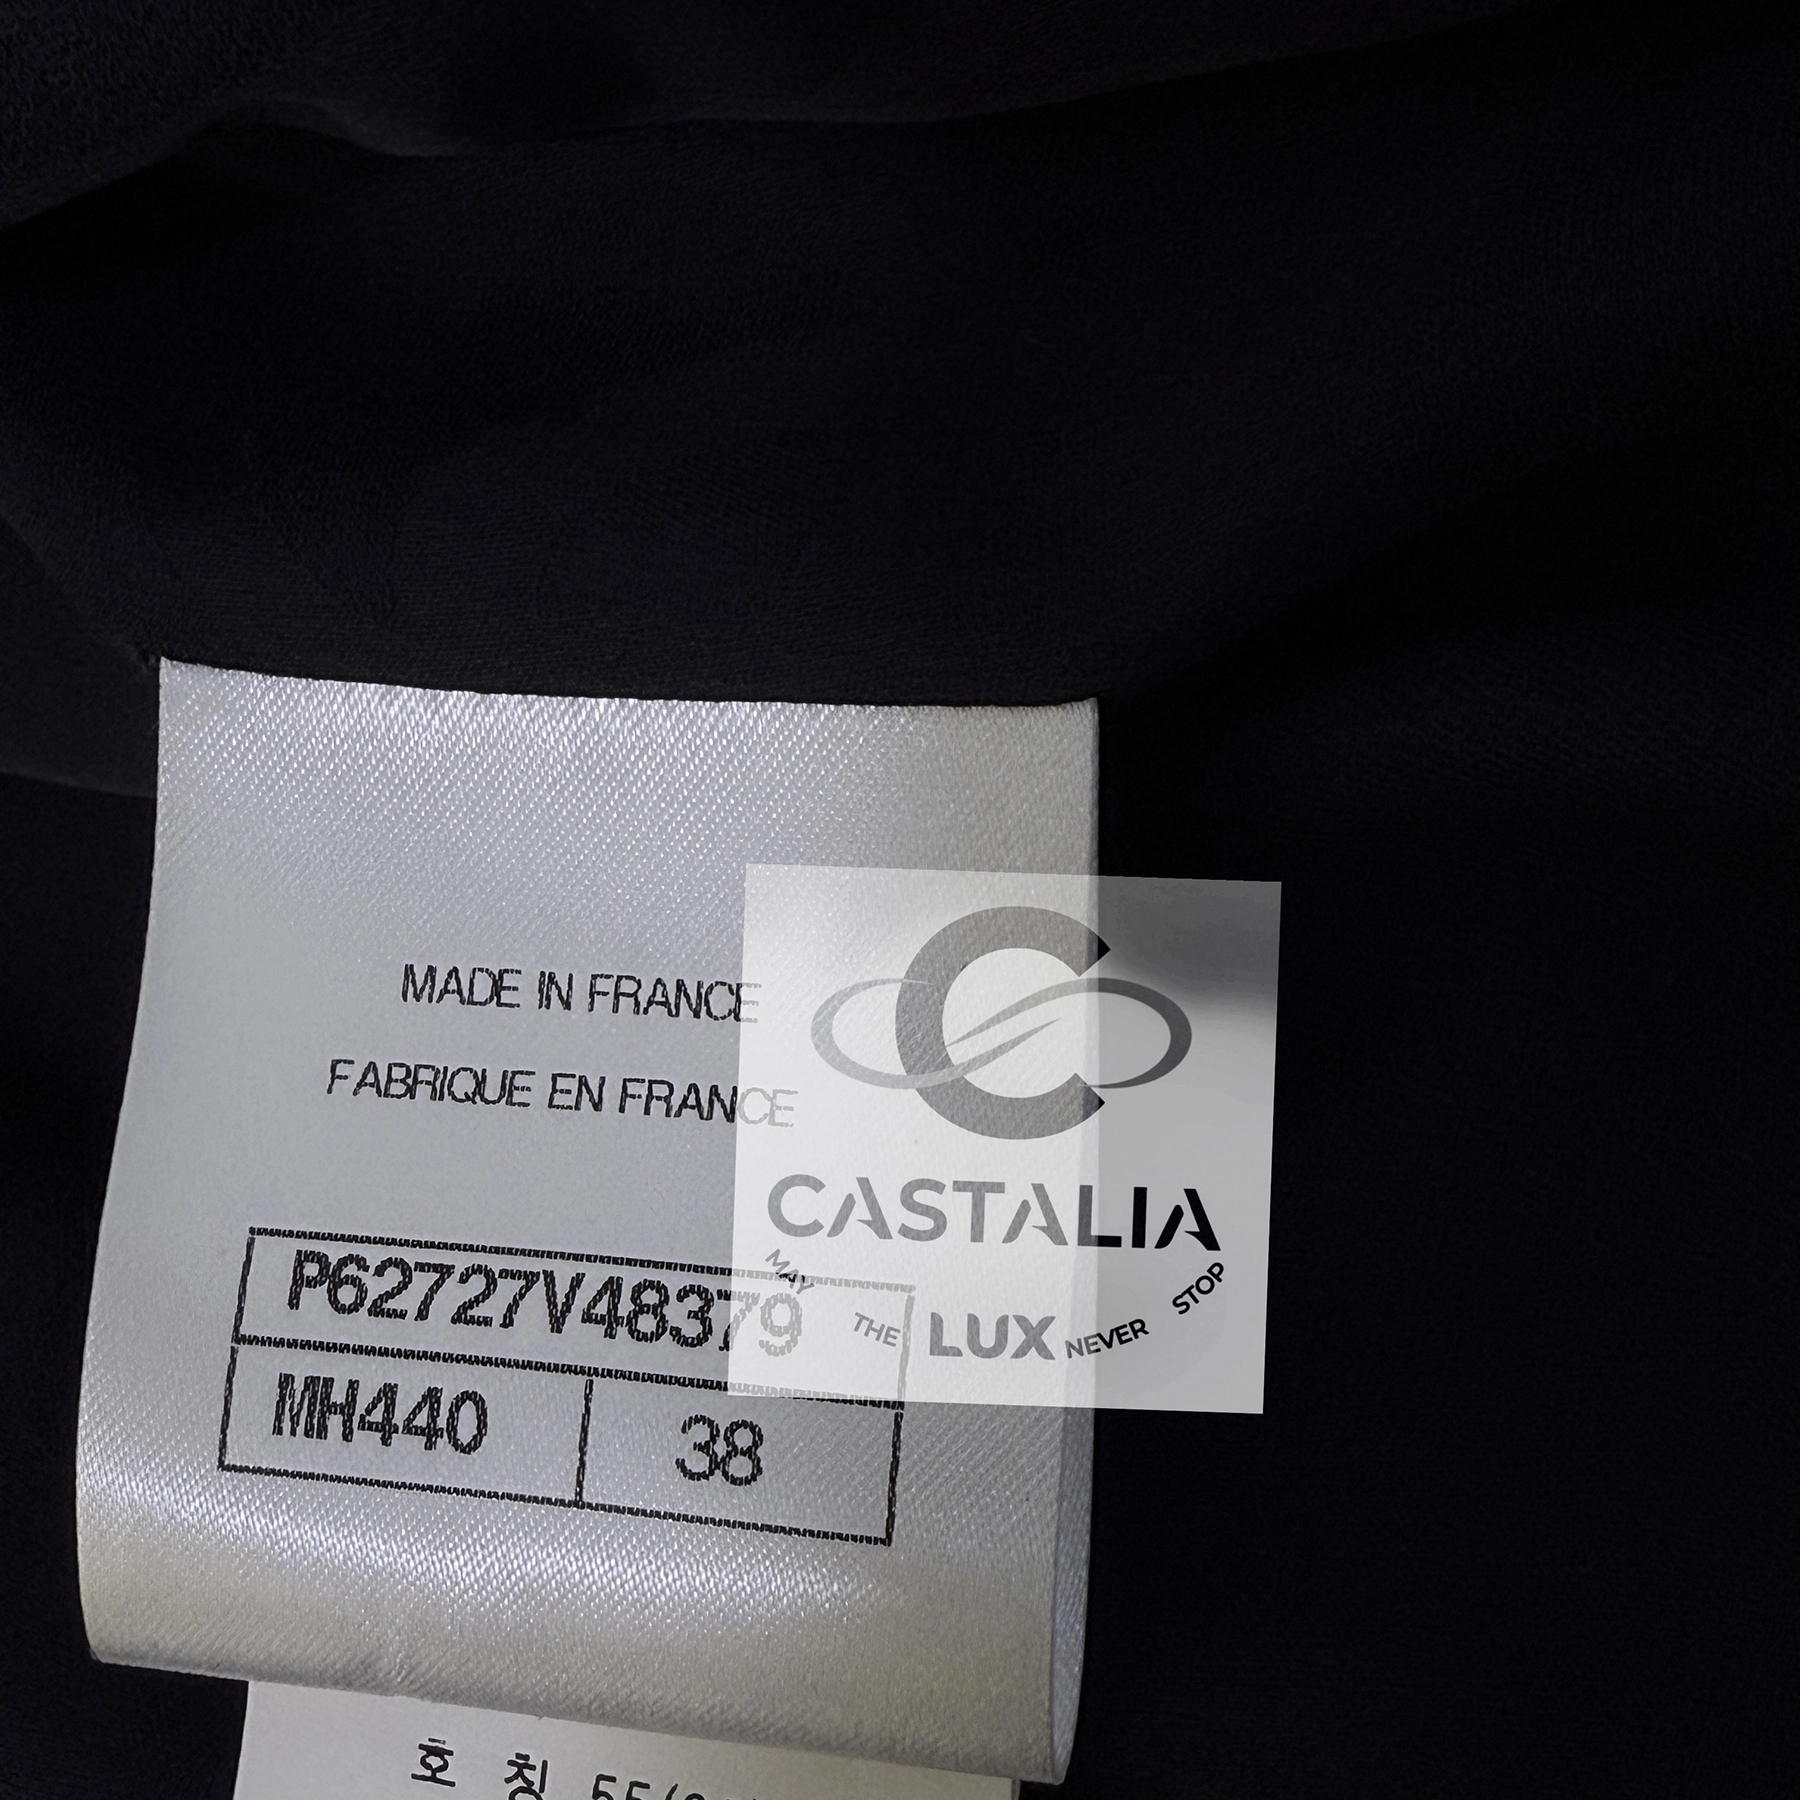 MADE IN FRANCE
FABRIQUE EN FRANCE
P62727V48379
MH440 38
CASTALIA
MAY THE LUX NEVER STOP
호 칭